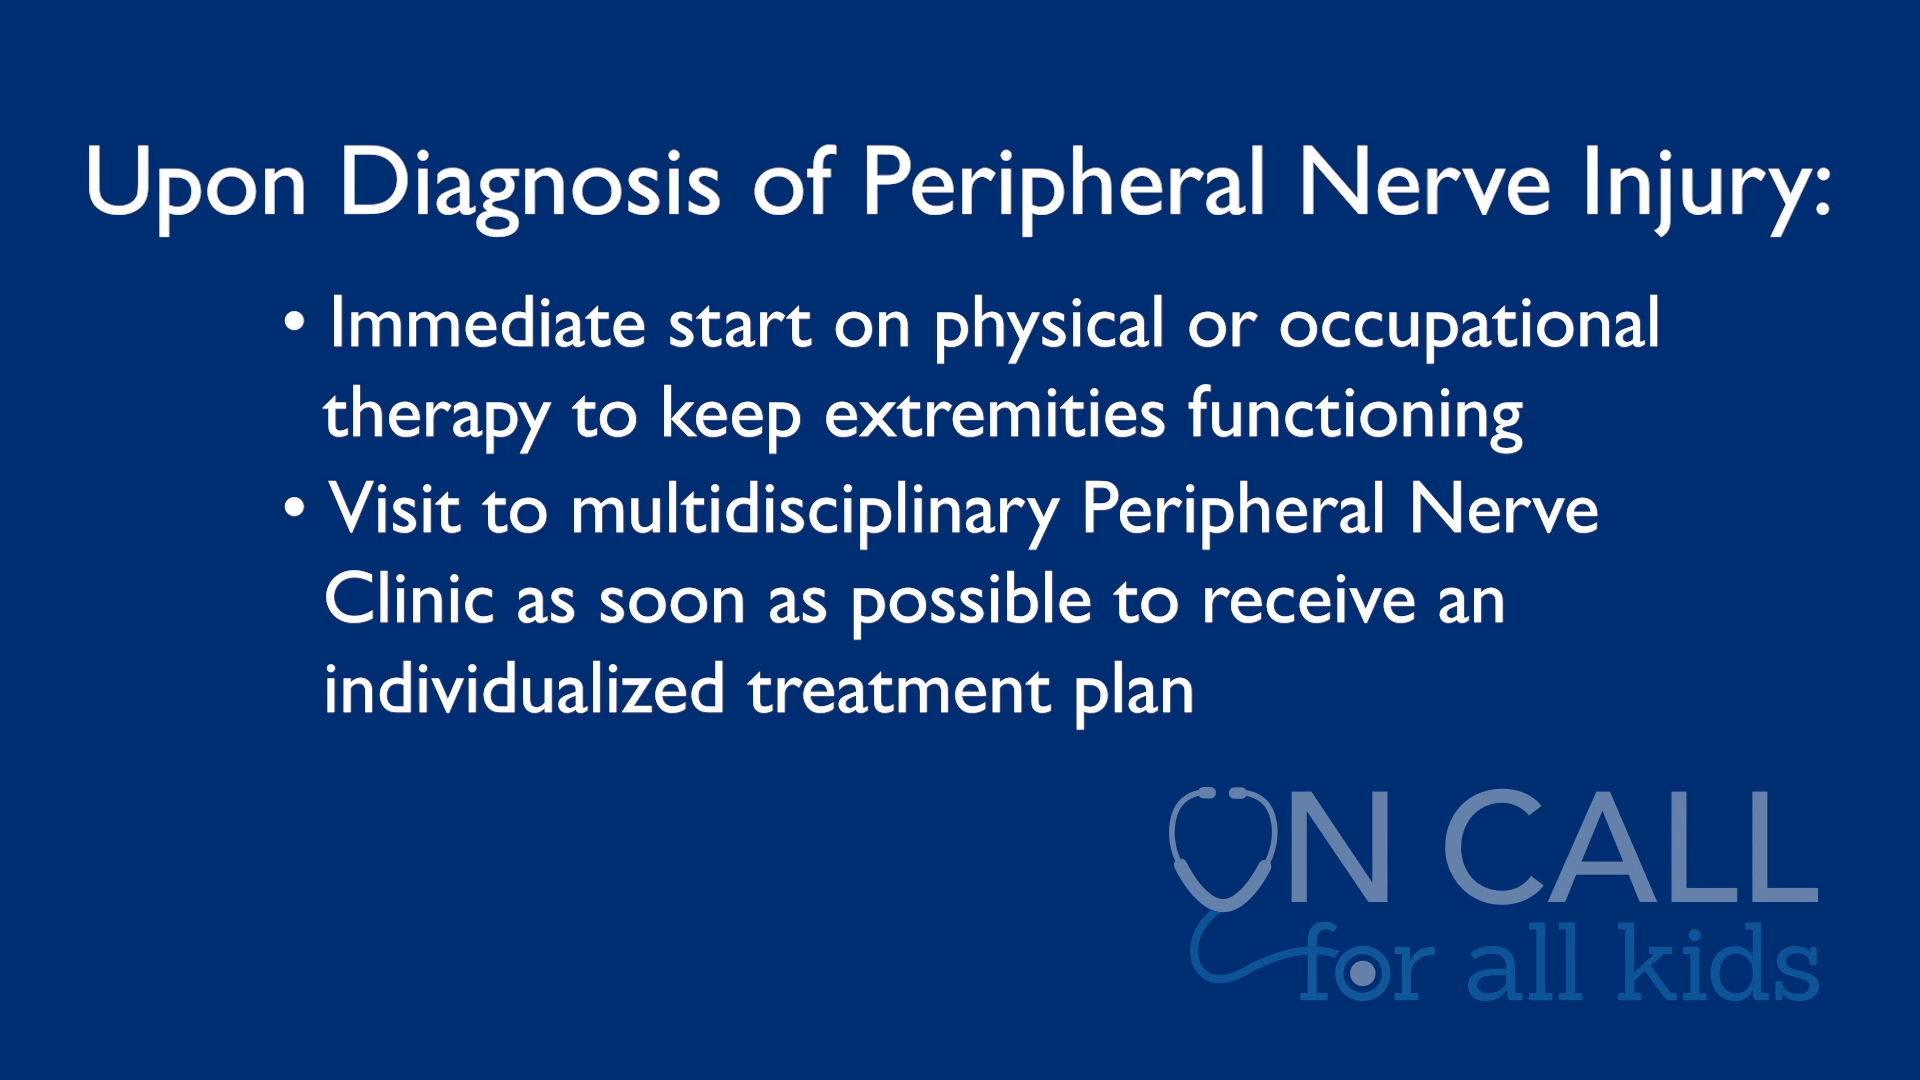 Upon Diagnosis of Peripheral Nerve Injury:
• Immediate start on physical or occupational
therapy to keep extremities functioning
• Visit to multidisciplinary Peripheral Nerve
Clinic as soon as possible to receive an
individualized treatment plan
ON CALL
for all kids